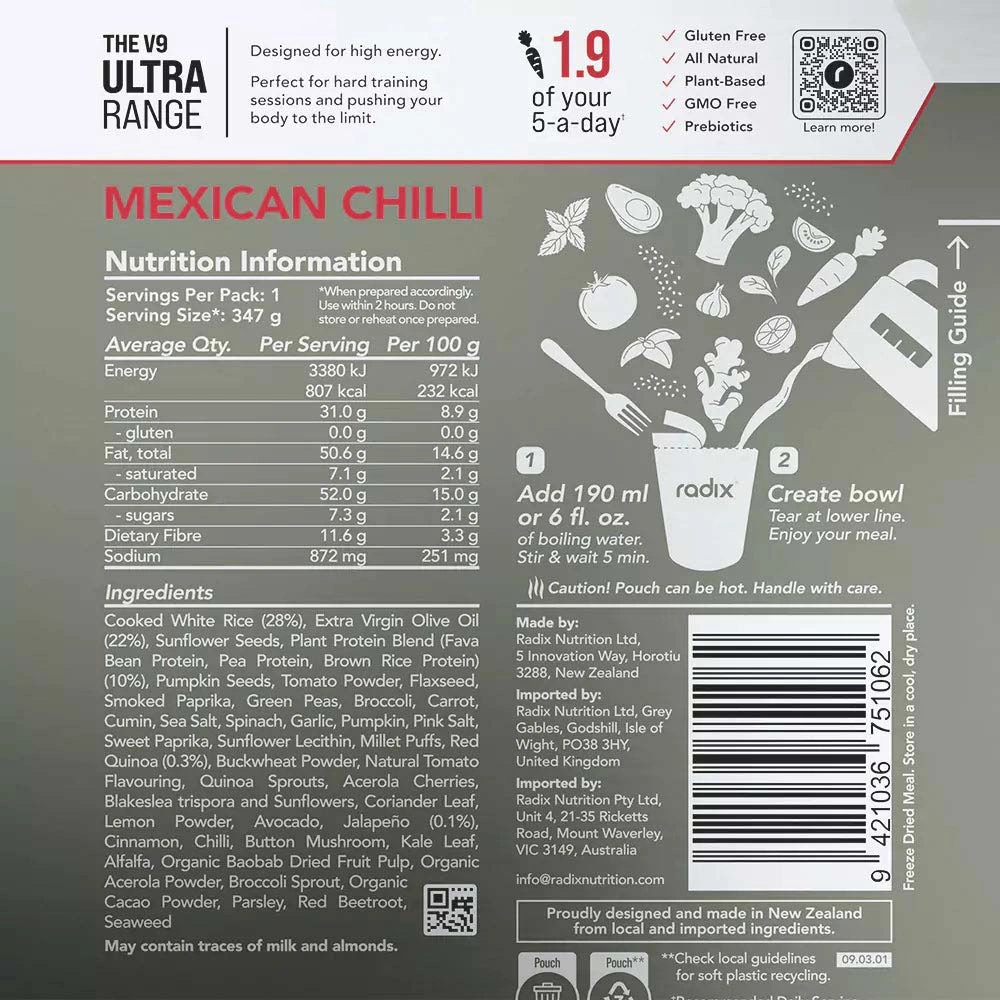 THE V9
ULTRA
RANGE
Designed for high energy.
Perfect for hard training
sessions and pushing your
body to the limit.
1.9
of your
5-a-day†
✓ Gluten Free
✓ All Natural
✓ Plant-Based
✓ GMO Free
✓ Prebiotics
Learn more!
MEXICAN CHILLI
Nutrition Information
Servings Per Pack: 1
Serving Size*: 347 g
*When prepared accordingly.
Use within 2 hours. Do not
store or reheat once prepared.
Average Qty. Per Serving Per 100 g
Energy 3380 kJ 972 kJ
807 kcal 232 kcal
Protein 31.0 g 8.9 g
- gluten 0.0 g 0.0 g
Fat, total 50.6 g 14.6 g
- saturated 7.1 g 2.1 g
Carbohydrate 52.0 g 15.0 g
- sugars 7.3 g 2.1 g
Dietary Fibre 11.6 g 3.3 g
Sodium 872 mg 251 mg
Ingredients
Cooked White Rice (28%), Extra Virgin Olive Oil
(22%), Sunflower Seeds, Plant Protein Blend (Fava
Bean Protein, Pea Protein, Brown Rice Protein)
(10%), Pumpkin Seeds, Tomato Powder, Flaxseed,
Smoked Paprika, Green Peas, Broccoli, Carrot,
Cumin, Sea Salt, Spinach, Garlic, Pumpkin, Pink Salt,
Sweet Paprika, Sunflower Lecithin, Millet Puffs, Red
Quinoa (0.3%), Buckwheat Powder, Natural Tomato
Flavouring, Quinoa Sprouts, Acerola Cherries,
Blakeslea trispora and Sunflowers, Coriander Leaf,
Lemon Powder, Avocado, Jalapeño (0.1%),
Cinnamon, Chilli, Button Mushroom, Kale Leaf,
Alfalfa, Organic Baobab Dried Fruit Pulp, Organic
Acerola Powder, Broccoli Sprout, Organic
Cacao Powder, Parsley, Red Beetroot,
Seaweed
May contain traces of milk and almonds.
Filling Guide
radix
1
Add 190 ml
or 6 fl. oz.
of boiling water.
Stir & wait 5 min.
2
Create bowl
Tear at lower line.
Enjoy your meal.
Caution! Pouch can be hot. Handle with care.
Made by:
Radix Nutrition Ltd,
5 Innovation Way, Horotiu
3288, New Zealand
Imported by:
Radix Nutrition Ltd, Grey
Gables, Godshill, Isle of
Wight, PO38 3HY,
United Kingdom
Imported by:
Radix Nutrition Pty Ltd,
Unit 4, 21-35 Ricketts
Road, Mount Waverley,
VIC 3149, Australia
info@radixnutrition.com
9 421036 751062
Freeze Dried Meal. Store in a cool, dry place.
Proudly designed and made in New Zealand
from local and imported ingredients.
Pouch
Pouch**
7
**Check local guidelines
for soft plastic recycling.
09.03.01
†Recommended Daily Serving